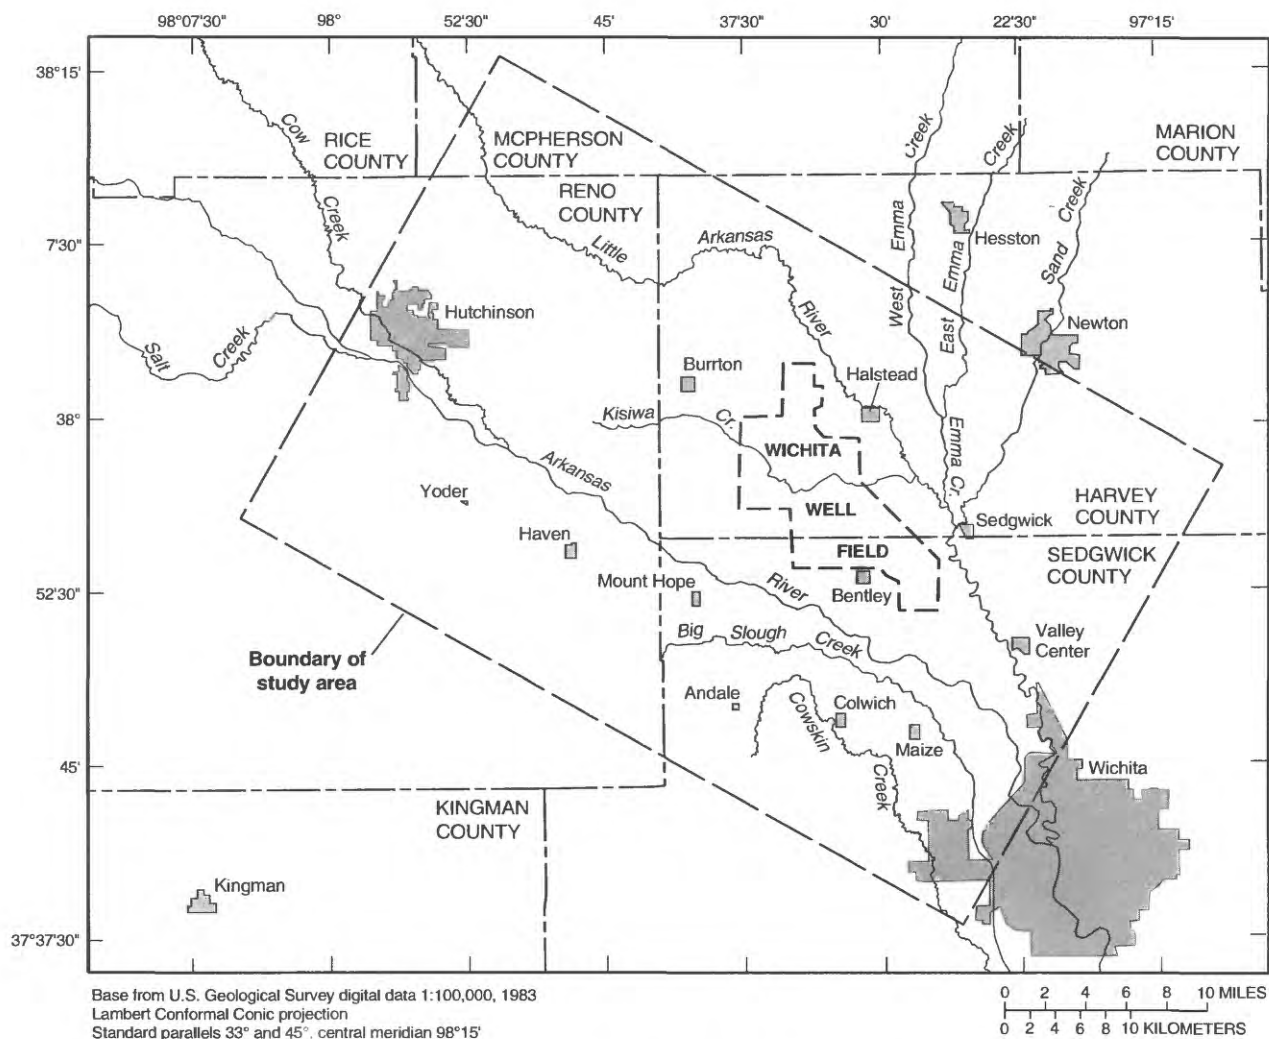 98°07'30"
98°
52'30"
45'
37'30"
30'
22'30"
97°15'
38°15'
7'30"
38°
52'30"
45'
37'37'30"
Cow
Creek
RICE
COUNTY
MCPHERSON
COUNTY
RENO
COUNTY
MARION
COUNTY
Little
Arkansas
River
West
Emma
Creek
East
Emma
Creek
Sand
Creek
Hesston
Newton
Hutchinson
Salt
Creek
Burrton
Halstead
Kisiwa
Cr.
WICHITA
WELL
FIELD
Emma Cr.
Arkansas
River
Yoder
Haven
Sedgwick
HARVEY
COUNTY
SEDGWICK
COUNTY
Mount Hope
Bentley
Big
Slough
Creek
Valley
Center
Boundary of
study area
Andale
Cowskin
Creek
Colwich
Maize
Wichita
KINGMAN
COUNTY
Kingman
Base from U.S. Geological Survey digital data 1:100,000, 1983
Lambert Conformal Conic projection
Standard parallels 33° and 45°, central meridian 98°15'
0 2 4 6 8 10 MILES
0 2 4 6 8 10 KILOMETERS